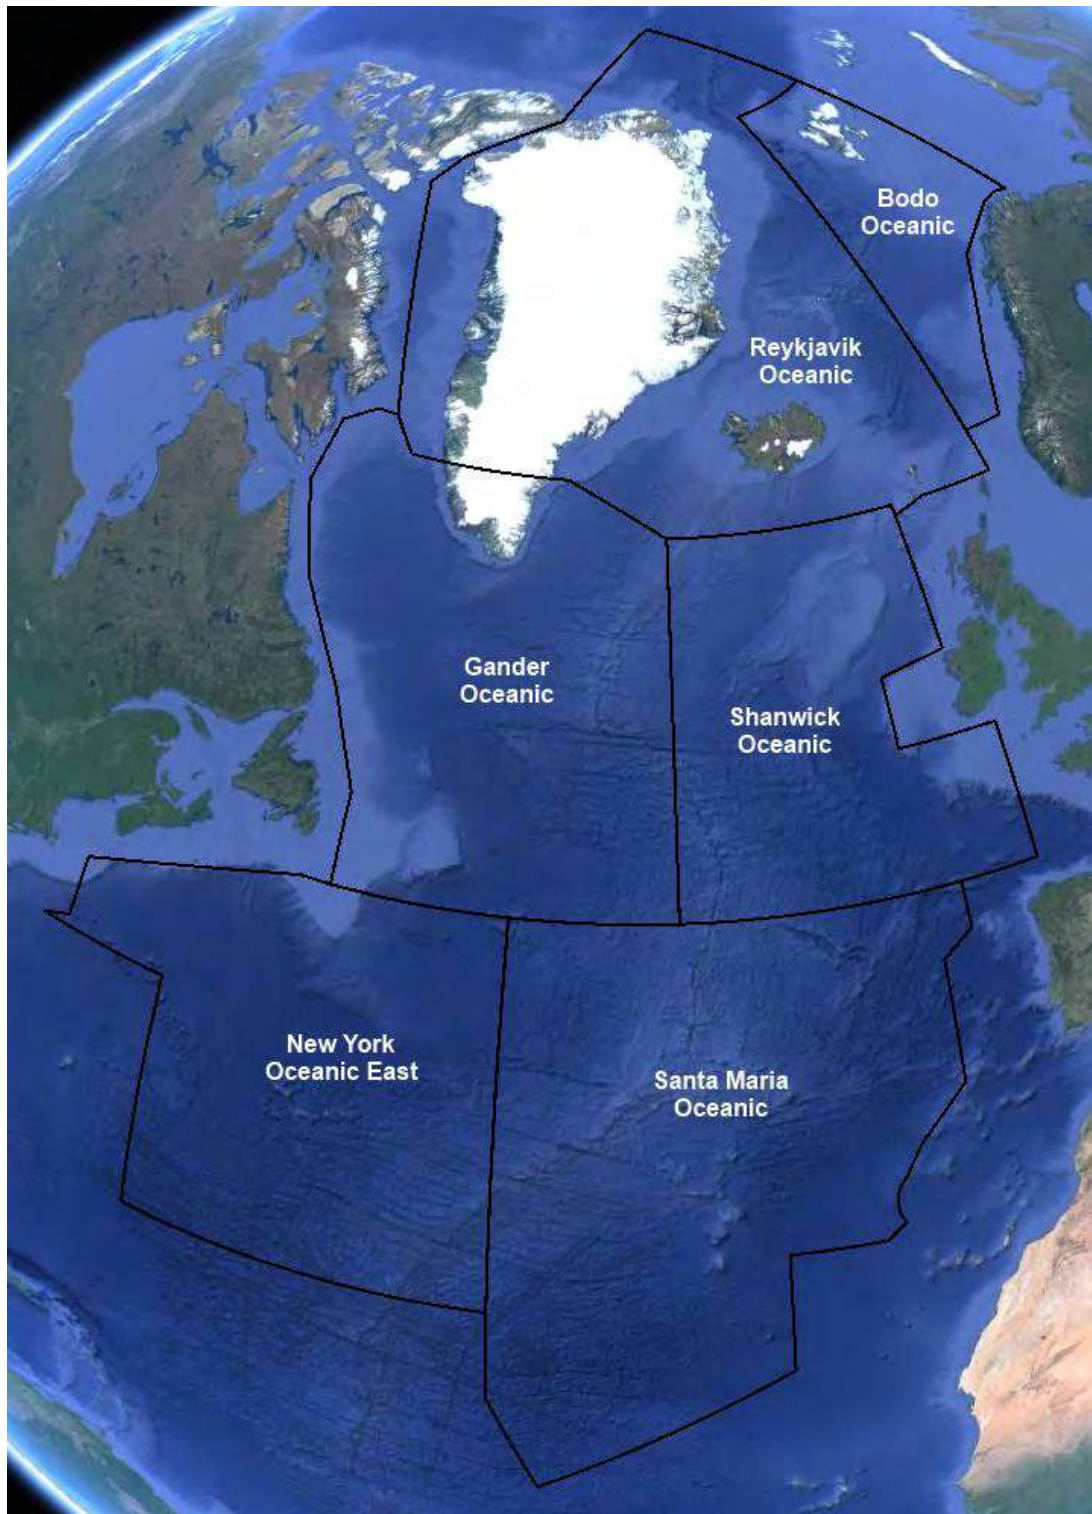 Bodo
Oceanic
Reykjavik
Oceanic
Gander
Oceanic
Shanwick
Oceanic
New York
Oceanic East
Santa Maria
Oceanic